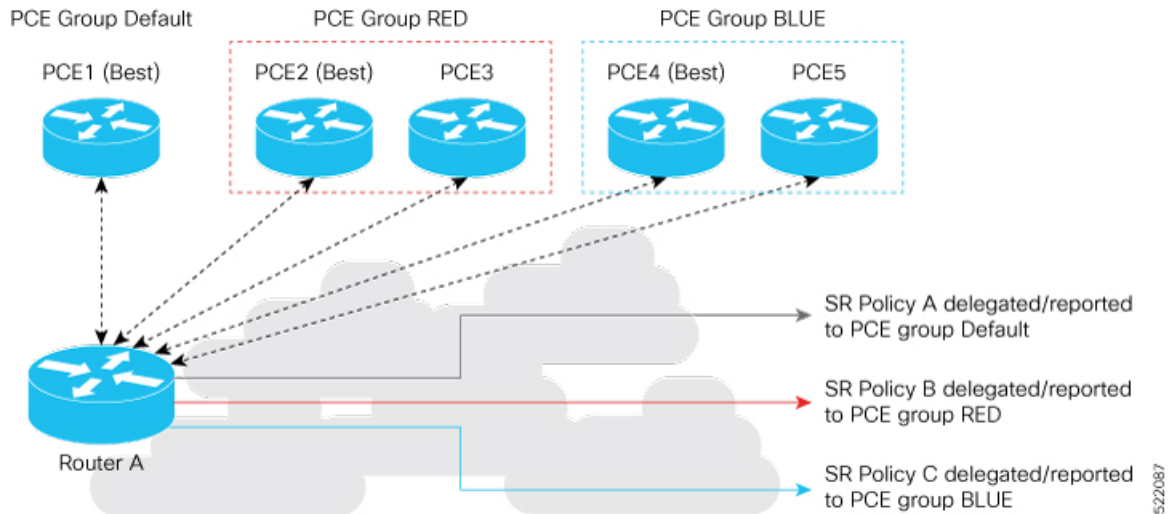 PCE Group Default
PCE Group RED
PCE Group BLUE
PCE1 (Best)
PCE2 (Best)
PCE3
PCE4 (Best)
PCE5
SR Policy A delegated/reported
to PCE group Default
SR Policy B delegated/reported
to PCE group RED
Router A
SR Policy C delegated/reported
to PCE group BLUE
522087